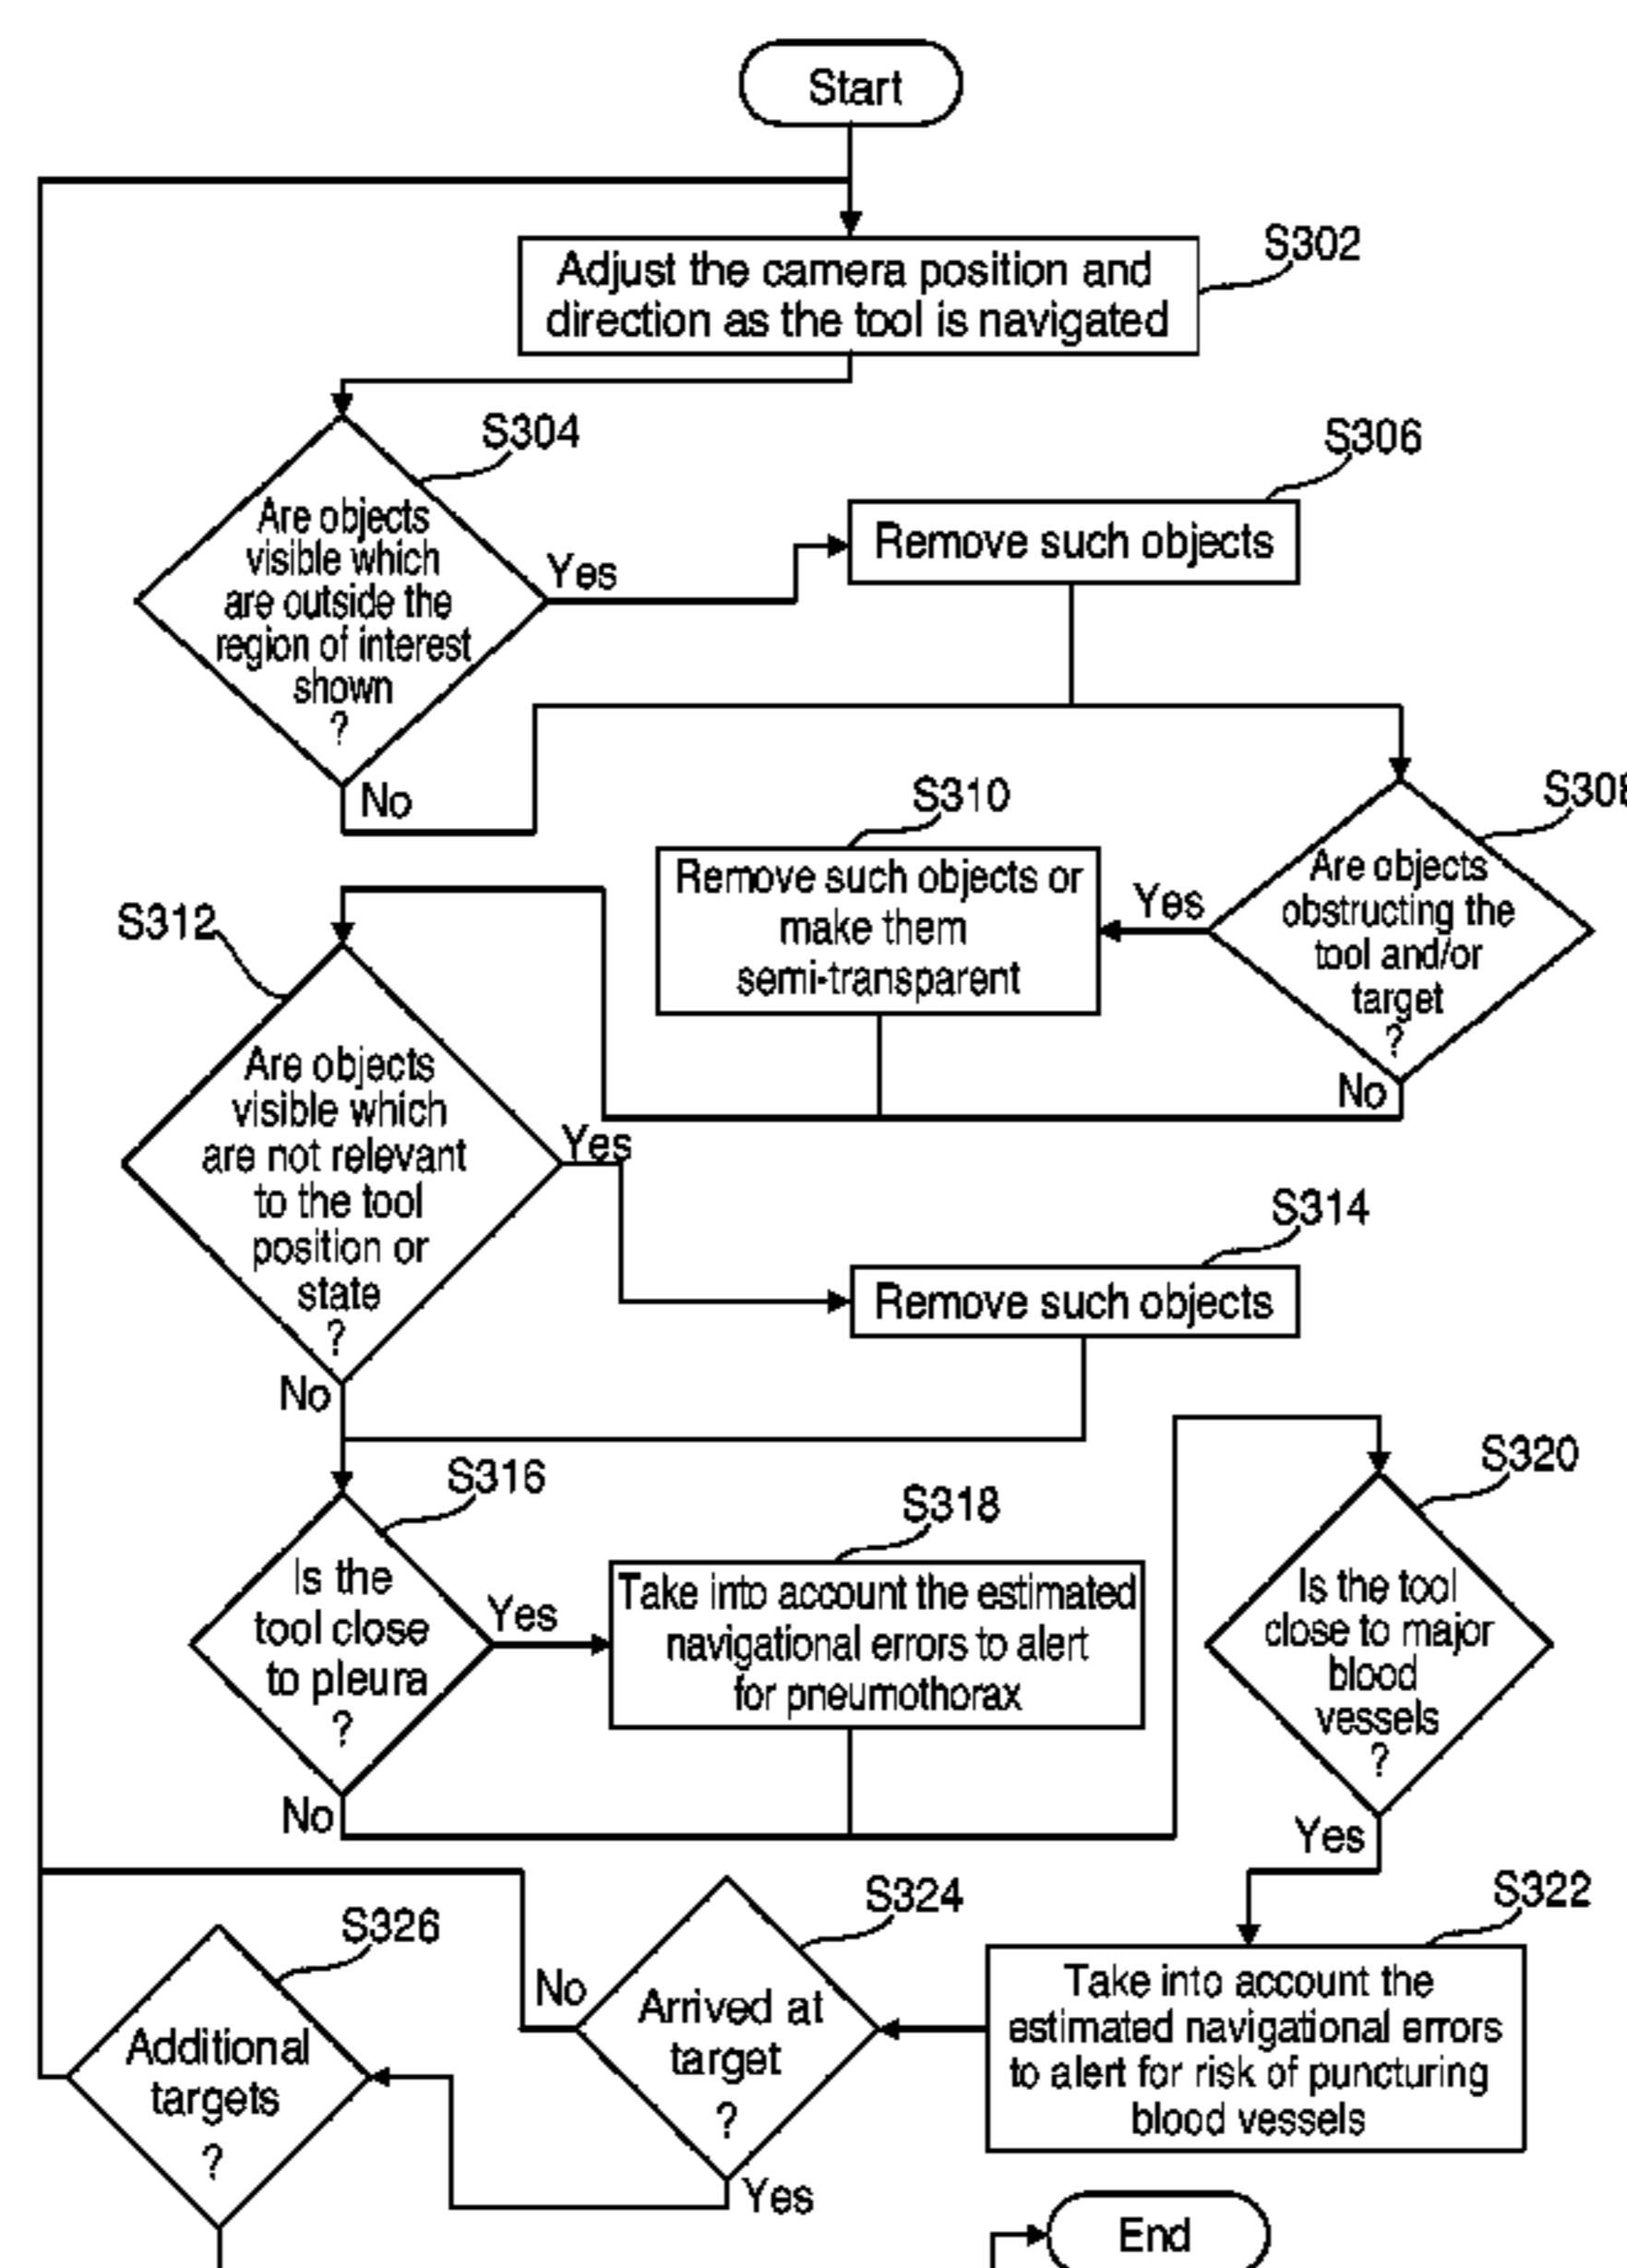 Start
S302
Adjust the camera position and
direction as the tool is navigated
S304
Are objects
visible which
are outside the
region of interest
shown
?
Yes
No
S306
Remove such objects
S308
Are objects
obstructing the
tool and/or
target
?
Yes
No
S310
Remove such objects or
make them
semi-transparent
S312
Are objects
visible which
are not relevant
to the tool
position or
state
?
Yes
No
S314
Remove such objects
S316
Is the
tool close
to pleura
?
Yes
No
S318
Take into account the estimated
navigational errors to alert
for pneumothorax
S320
Is the tool
close to major
blood
vessels
?
Yes
S322
Take into account the
estimated navigational errors
to alert for risk of puncturing
blood vessels
S324
Arrived at
target
?
No
Yes
S326
Additional
targets
?
End